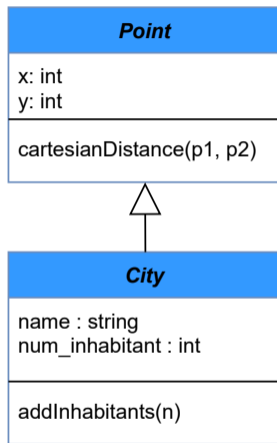 Point
x: int
y: int
cartesianDistance(p1, p2)
City
name : string
num_inhabitant : int
addInhabitants(n)